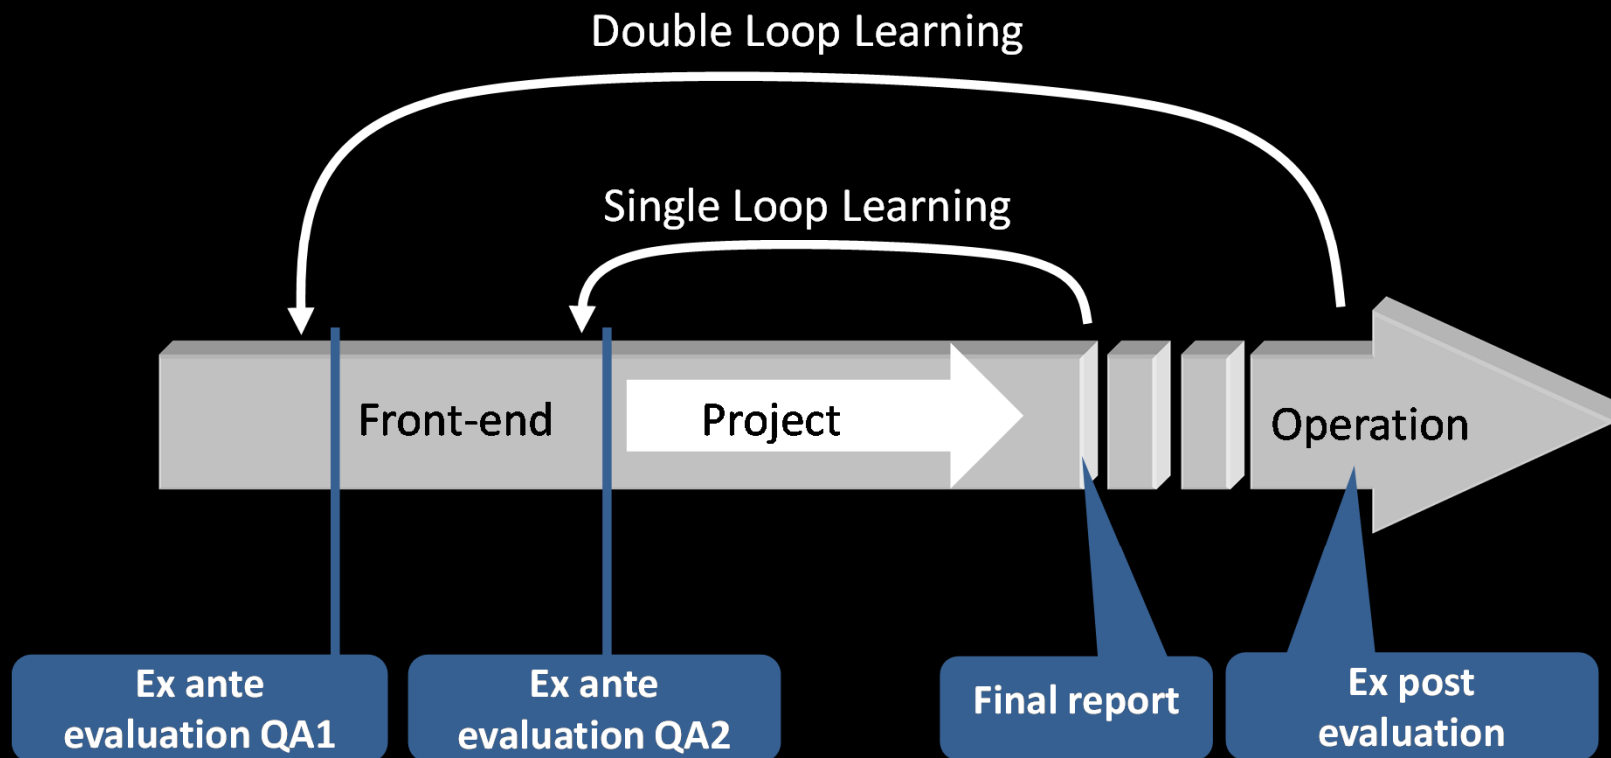 Double Loop Learning
Single Loop Learning
Front-end
Project
Operation
Ex ante
evaluation QA1
Ex ante
evaluation QA2
Final report
Ex post
evaluation